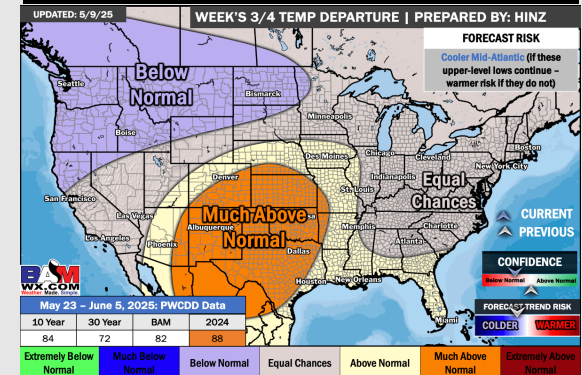 UPDATED: 5/9/25
WEEK'S 3/4 TEMP DEPARTURE | PREPARED BY: HINZ
FORECAST RISK
Cooler Mid-Atlantic (if these
upper-level lows continue –
warmer risk if they do not)
Below
Normal
Seattle
Bismarck
Minneapolis
Boise
Des Moines
Chicago
Cleveland
Boston
New York City
Denver
Indianapolis
St. Louis
Equal
Chances
San Francisco
Las Vegas
Much Above
Normal
sa
Los Angeles
Phoenix
Albuquerque
Memphis
Charlotte
Atlanta
Dallas
Houston
New Orleans
Miami
CURRENT
PREVIOUS
CONFIDENCE
Below Normal
Above Normal
FORECAST TREND RISK
COLDER
WARMER
BAM
WX.COM
Weather. Made. Simple.
May 23 – June 5, 2025: PWCDD Data
10 Year 30 Year BAM 2024
84 72 82 88
Extremely Below
Normal
Much Below
Normal
Below Normal
Equal Chances
Above Normal
Much Above
Normal
Extremely Above
Normal